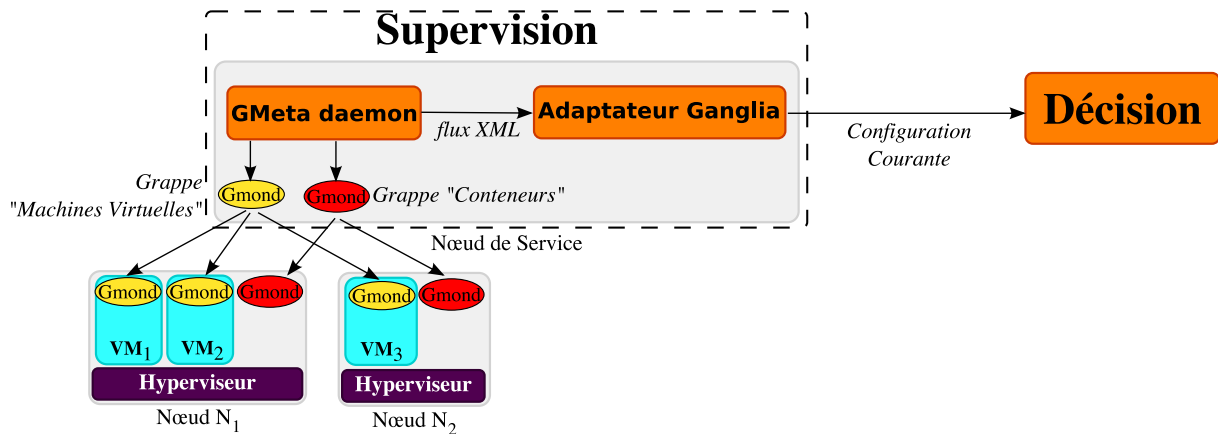 Supervision
GMeta daemon
flux XML
Adaptateur Ganglia
Configuration
Courante
Décision
Grappe
"Machines Virtuelles"
Gmond
Gmond
Grappe "Conteneurs"
Nœud de Service
Gmond
Gmond
Gmond
Gmond
Gmond
VM1
VM2
VM3
Hyperviseur
Hyperviseur
Nœud N1
Nœud N2